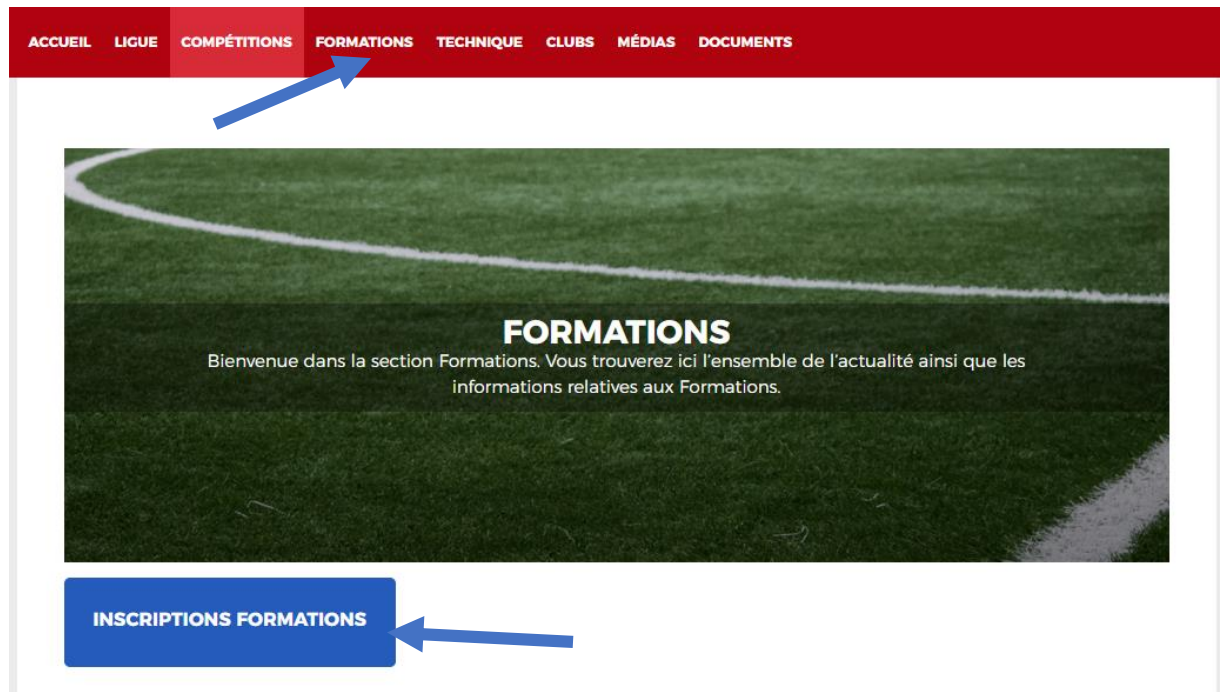 ACCUEIL LIGUE COMPÉTITIONS FORMATIONS TECHNIQUE CLUBS MÉDIAS DOCUMENTS
FORMATIONS
Bienvenue dans la section Formations. Vous trouverez ici l'ensemble de l'actualité ainsi que les
informations relatives aux Formations.
INSCRIPTIONS FORMATIONS